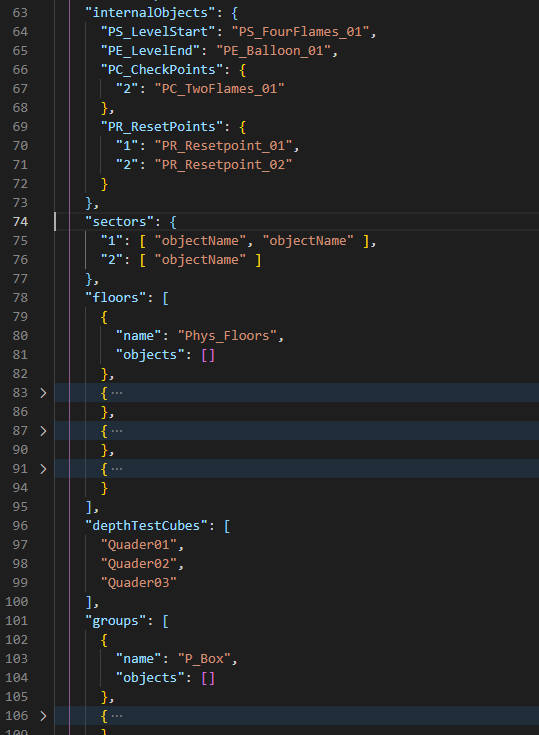 63 "internalObjects": {
64 "PS_LevelStart": "PS_FourFlames_01",
65 "PE_LevelEnd": "PE_Balloon_01",
66 "PC_CheckPoints": {
67 "2": "PC_TwoFlames_01"
68 },
69 "PR_ResetPoints": {
70 "1": "PR_Resetpoint_01",
71 "2": "PR_Resetpoint_02"
72 }
73 },
74 "sectors": {
75 "1": [ "objectName", "objectName" ],
76 "2": [ "objectName" ]
77 },
78 "floors": [
79 {
80 "name": "Phys_Floors",
81 "objects": []
82 },
83 > { ...
86 },
87 > { ...
90 },
91 > { ...
94 }
95 ],
96 "depthTestCubes": [
97 "Quader01",
98 "Quader02",
99 "Quader03"
100 ],
101 "groups": [
102 {
103 "name": "P_Box",
104 "objects": []
105 },
106 > { ...
109 }